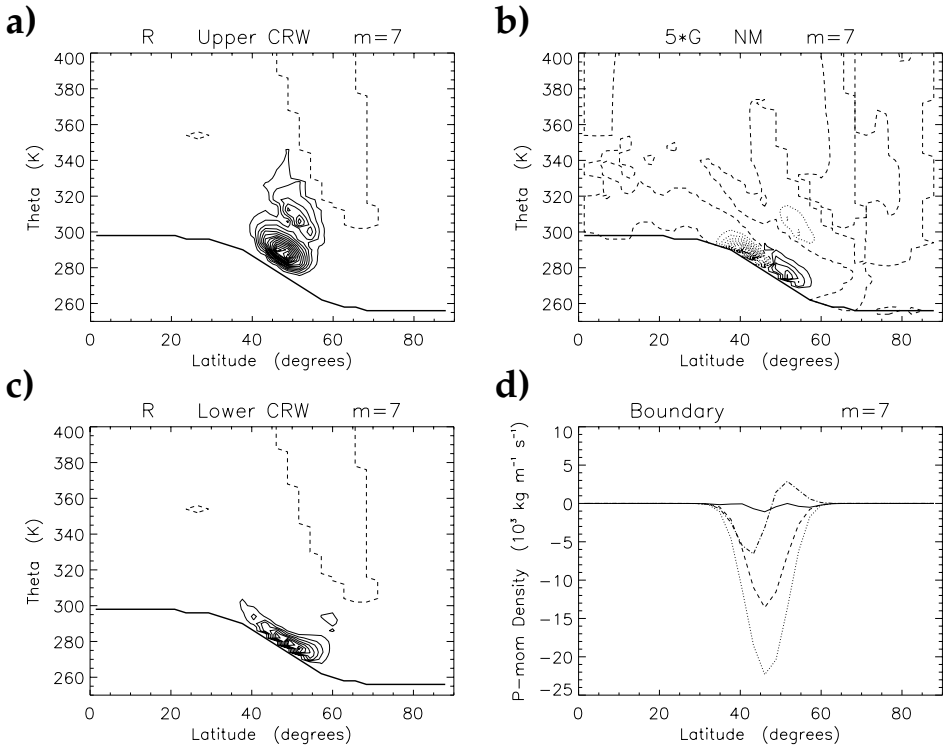 a)
R Upper CRW m=7
400
380
360
340
320
300
280
260
Theta (K)
0 20 40 60 80
Latitude (degrees)
b)
5*G NM m=7
400
380
360
340
320
300
280
260
Theta (K)
0 20 40 60 80
Latitude (degrees)
c)
R Lower CRW m=7
400
380
360
340
320
300
280
260
250
Theta (K)
0 20 40 60 80
Latitude (degrees)
d)
Boundary m=7
10
5
0
−5
−10
−15
−20
−25
P-mom Density (10³ kg m⁻¹ s⁻¹)
0 20 40 60 80
Latitude (degrees)